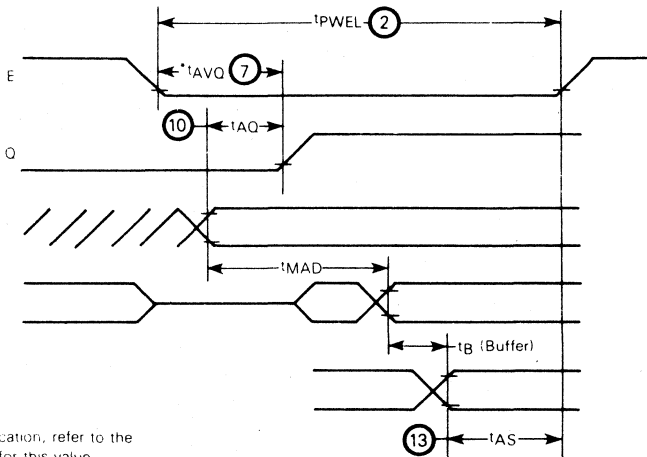 tPWEL 2
E
*tAVQ 7
10 tAQ
Q
tMAD
tB (Buffer)
13 tAS
cation, refer to the
for this value